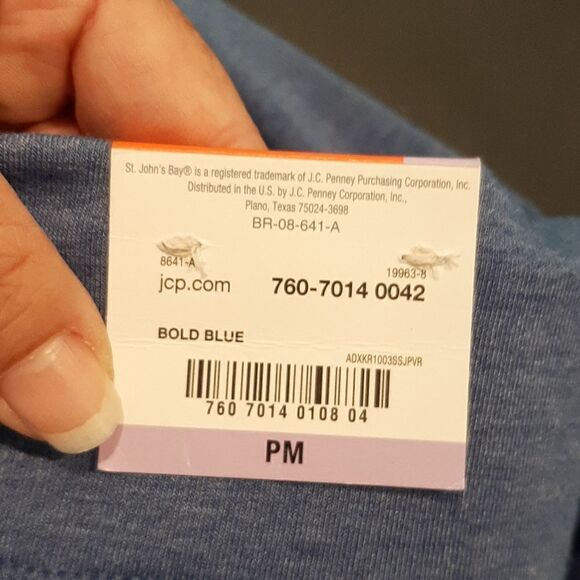 St. John's Bay® is a registered trademark of J.C. Penney Purchasing Corporation, Inc.
Distributed in the U.S. by J.C. Penney Corporation, Inc.,
Plano, Texas 75024-3698
BR-08-641-A
8641-A
19963-8
jcp.com
760-7014 0042
BOLD BLUE
ADXKR1003SSJPVR
760 7014 0108 04
PM